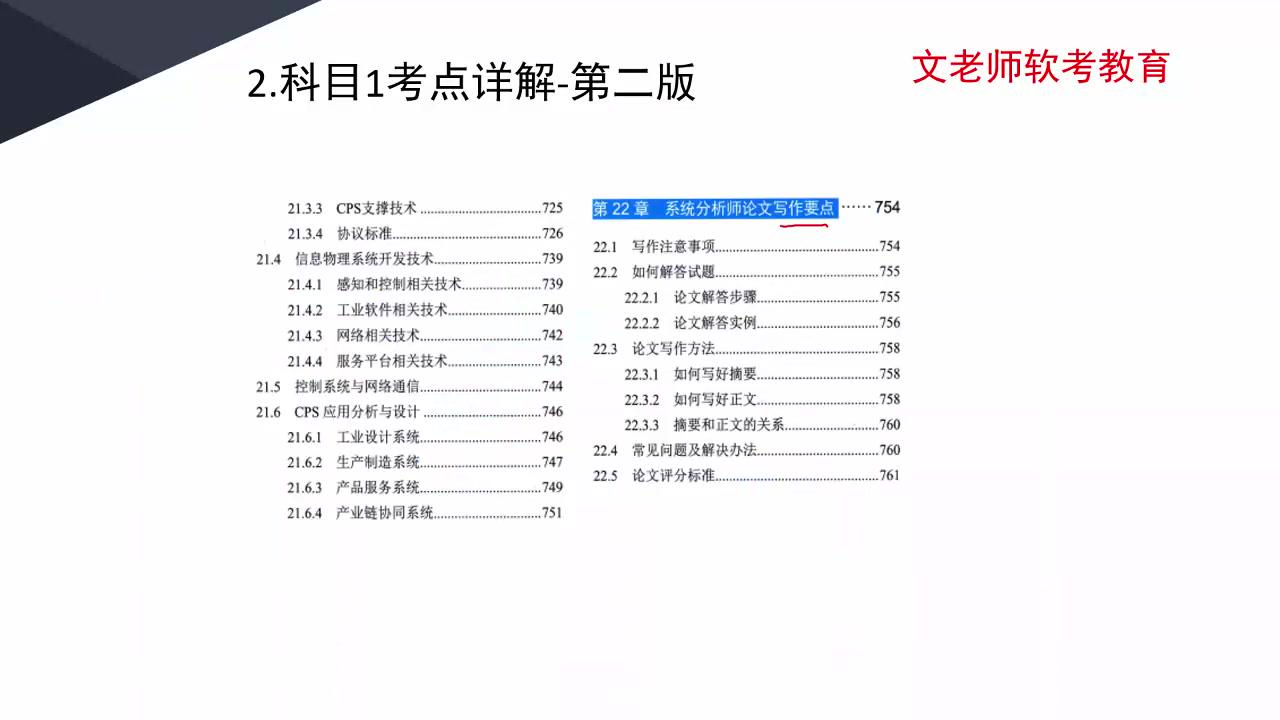 2.科目1考点详解-第二版
文老师软考教育
21.3.3 CPS支撑技术 ....................................725
21.3.4 协议标准...........................................726
21.4 信息物理系统开发技术...............................739
21.4.1 感知和控制相关技术.......................739
21.4.2 工业软件相关技术...........................740
21.4.3 网络相关技术...................................742
21.4.4 服务平台相关技术...........................743
21.5 控制系统与网络通信...................................744
21.6 CPS 应用分析与设计 ..................................746
21.6.1 工业设计系统...................................746
21.6.2 生产制造系统...................................747
21.6.3 产品服务系统...................................749
21.6.4 产业链协同系统...............................751
第 22 章 系统分析师论文写作要点 ······ 754
22.1 写作注意事项...............................................754
22.2 如何解答试题...............................................755
22.2.1 论文解答步骤...................................755
22.2.2 论文解答实例...................................756
22.3 论文写作方法...............................................758
22.3.1 如何写好摘要...................................758
22.3.2 如何写好正文...................................758
22.3.3 摘要和正文的关系...........................760
22.4 常见问题及解决办法...................................760
22.5 论文评分标准...............................................761